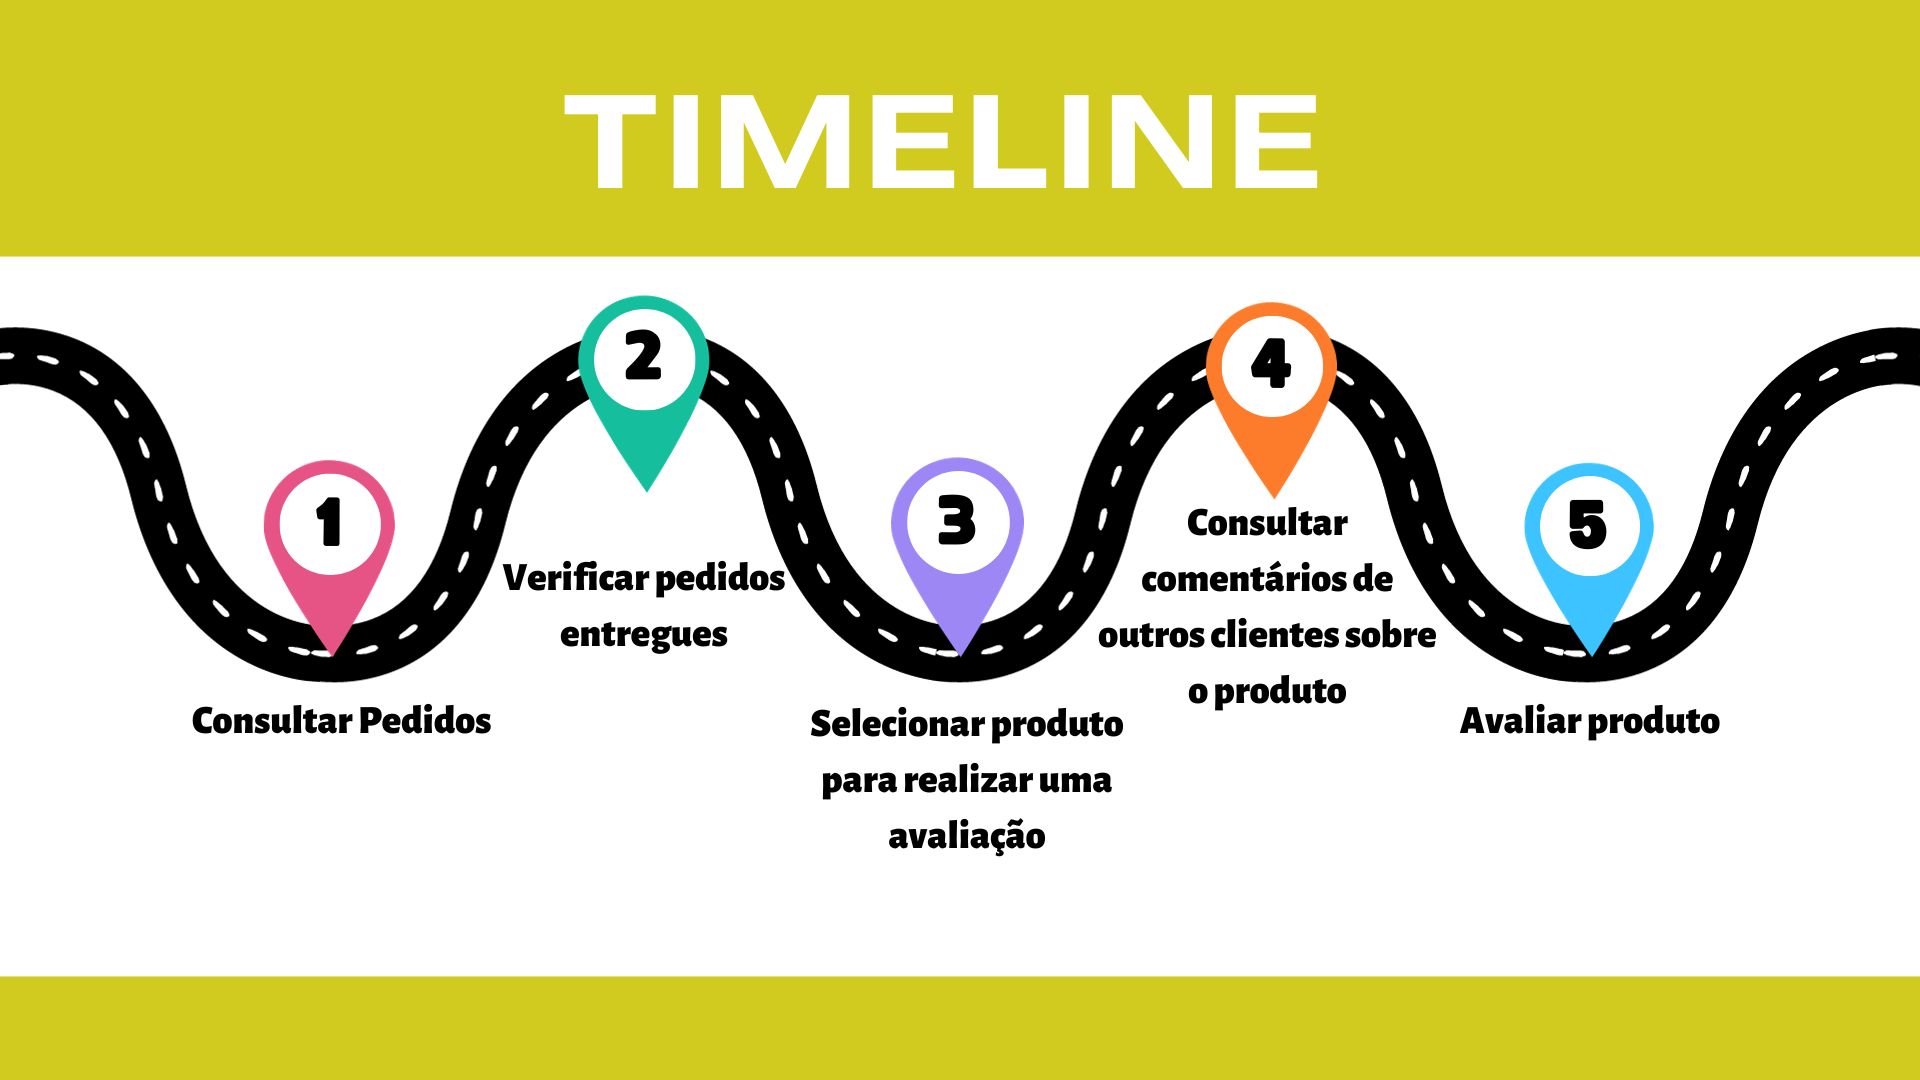 TIMELINE
1
Consultar Pedidos
2
Verificar pedidos
entregues
3
Selecionar produto
para realizar uma
avaliação
4
Consultar
comentários de
outros clientes sobre
o produto
5
Avaliar produto